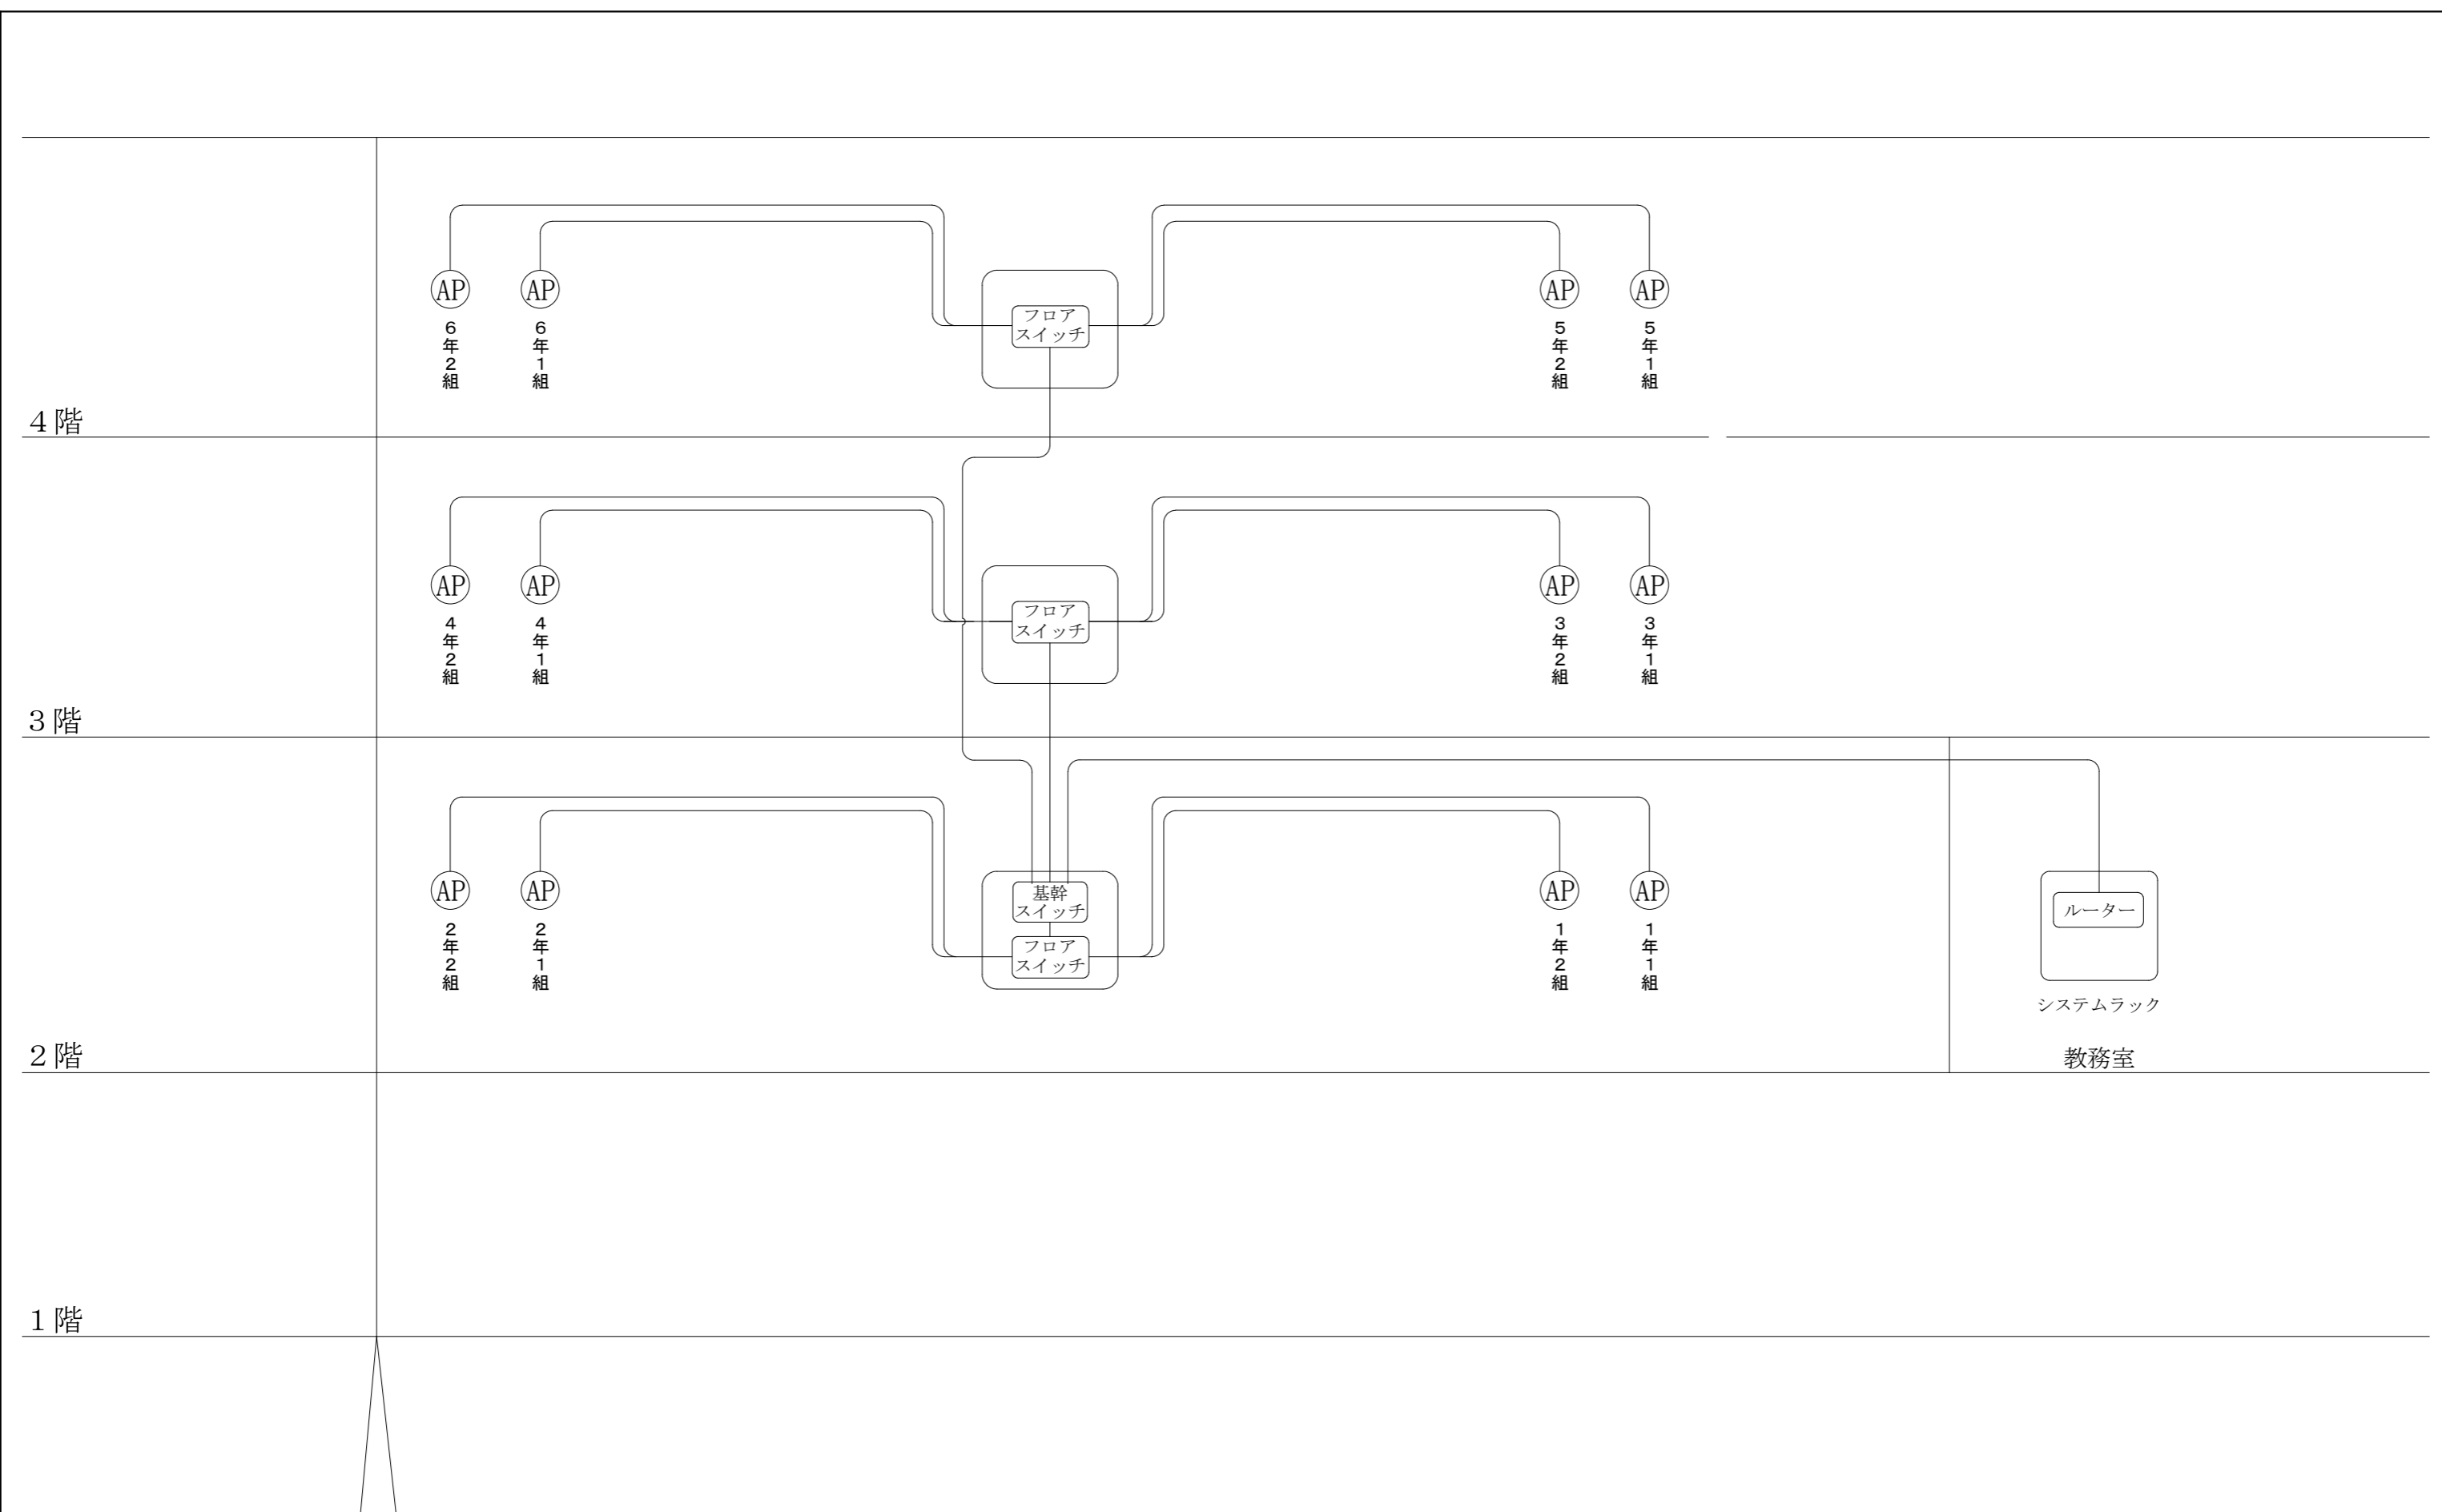 AP
AP
AP
AP
6年2組
6年1組
フロア
スイッチ
5年2組
5年1組
4階
AP
AP
AP
AP
4年2組
4年1組
フロア
スイッチ
3年2組
3年1組
3階
AP
AP
AP
AP
2年2組
2年1組
基幹
スイッチ
フロア
スイッチ
1年2組
1年1組
ルーター
システムラック
教務室
2階
1階